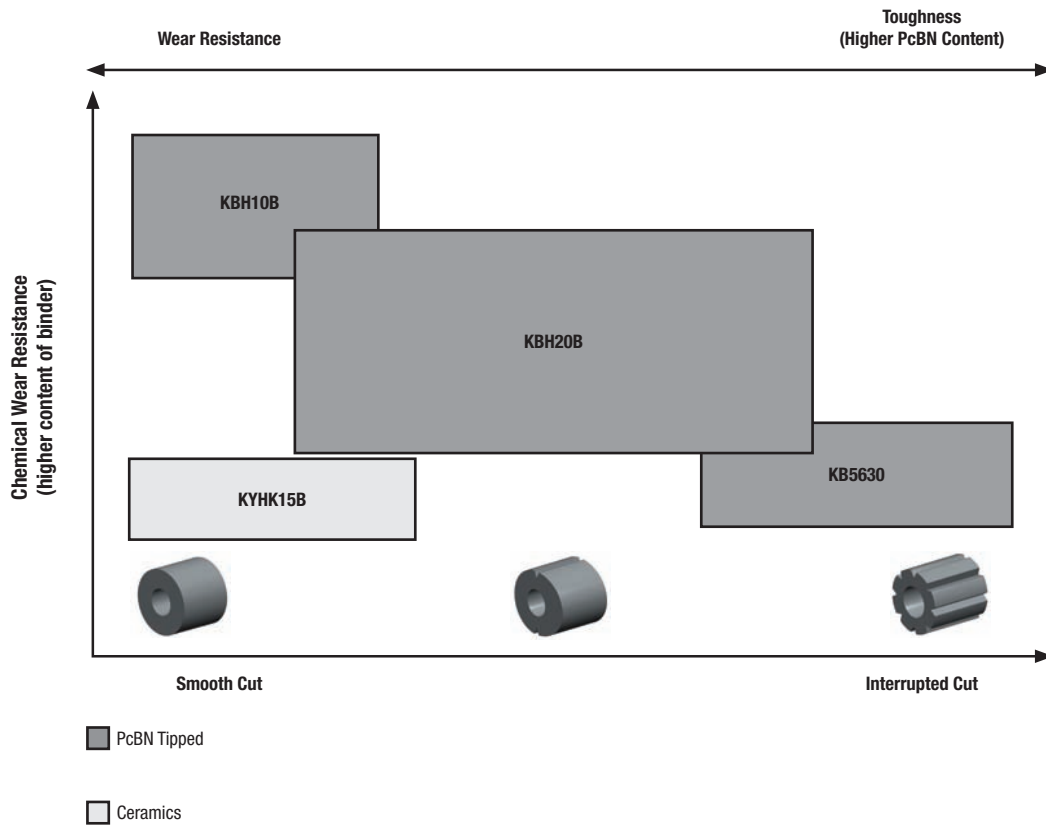 Wear Resistance
Toughness
(Higher PcBN Content)
Chemical Wear Resistance
(higher content of binder)
KBH10B
KBH20B
KB5630
KYHK15B
Smooth Cut
Interrupted Cut
PcBN Tipped
Ceramics